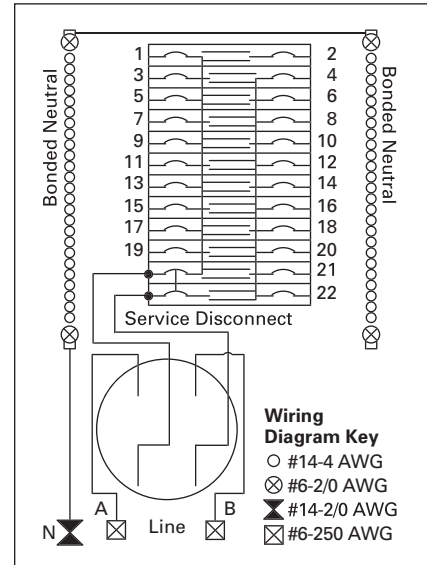 1 2
3 4
5 6
7 8
9 10
11 12
13 14
15 16
17 18
19 20
21
22
Bonded Neutral
Bonded Neutral
Service Disconnect
A Line B
N
Wiring
Diagram Key
#14-4 AWG
#6-2/0 AWG
#14-2/0 AWG
#6-250 AWG